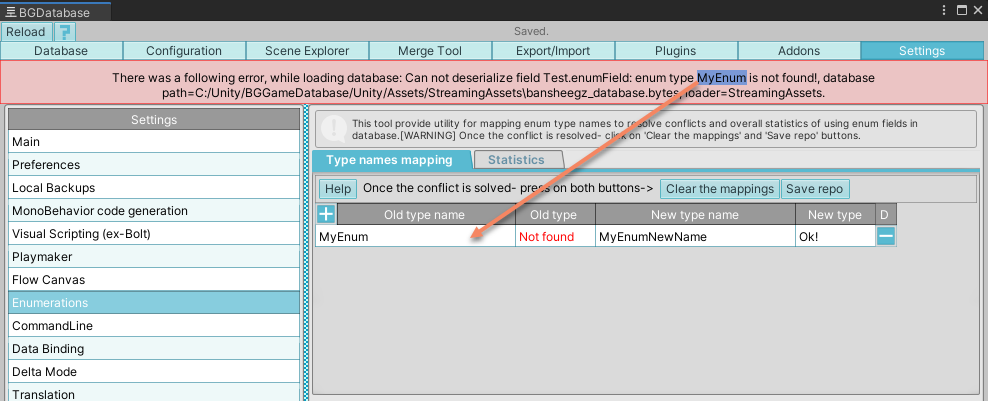 BGDatabase
Reload ? Saved.
Database Configuration Scene Explorer Merge Tool Export/Import Plugins Addons Settings
There was a following error, while loading database: Can not deserialize field Test.enumField: enum type MyEnum is not found!, database
path=C:/Unity/BGGameDatabase/Unity/Assets/StreamingAssets\bansheegz_database.bytes, loader=StreamingAssets.
Settings
Main
Preferences
Local Backups
MonoBehavior code generation
Visual Scripting (ex-Bolt)
Playmaker
Flow Canvas
Enumerations
CommandLine
Data Binding
Delta Mode
Translation
This tool provide utility for mapping enum type names to resolve conflicts and overall statistics of using enum fields in
database.[WARNING] Once the conflict is resolved- click on 'Clear the mappings' and 'Save repo' buttons.
Type names mapping Statistics
Help Once the conflict is solved- press on both buttons-> Clear the mappings Save repo
Old type name Old type New type name New type D
MyEnum Not found MyEnumNewName Ok!